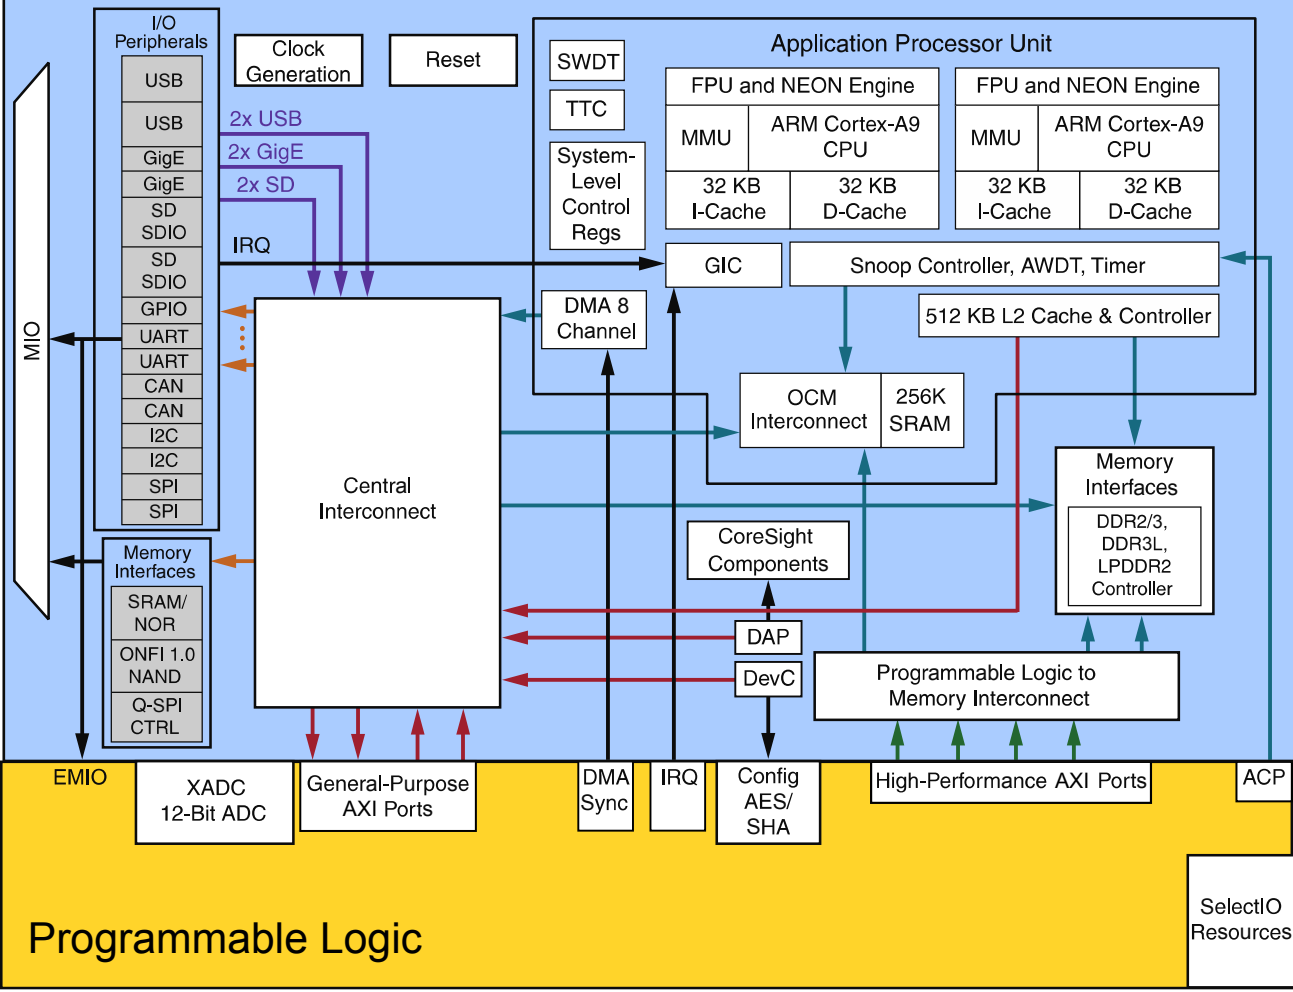 I/O
Peripherals
USB
USB
GigE
GigE
SD
SDIO
SD
SDIO
GPIO
UART
UART
CAN
CAN
I2C
I2C
SPI
SPI
MIO
Clock
Generation
Reset
2x USB
2x GigE
2x SD
IRQ
Application Processor Unit
SWDT
TTC
System-
Level
Control
Regs
FPU and NEON Engine
MMU
ARM Cortex-A9
CPU
32 KB
I-Cache
32 KB
D-Cache
FPU and NEON Engine
MMU
ARM Cortex-A9
CPU
32 KB
I-Cache
32 KB
D-Cache
GIC
Snoop Controller, AWDT, Timer
DMA 8
Channel
512 KB L2 Cache & Controller
OCM
Interconnect
256K
SRAM
Central
Interconnect
Memory
Interfaces
DDR2/3,
DDR3L,
LPDDR2
Controller
CoreSight
Components
DAP
DevC
Programmable Logic to
Memory Interconnect
Memory
Interfaces
SRAM/
NOR
ONFI 1.0
NAND
Q-SPI
CTRL
EMIO
XADC
12-Bit ADC
General-Purpose
AXI Ports
DMA
Sync
IRQ
Config
AES/
SHA
High-Performance AXI Ports
ACP
SelectIO
Resources
Programmable Logic